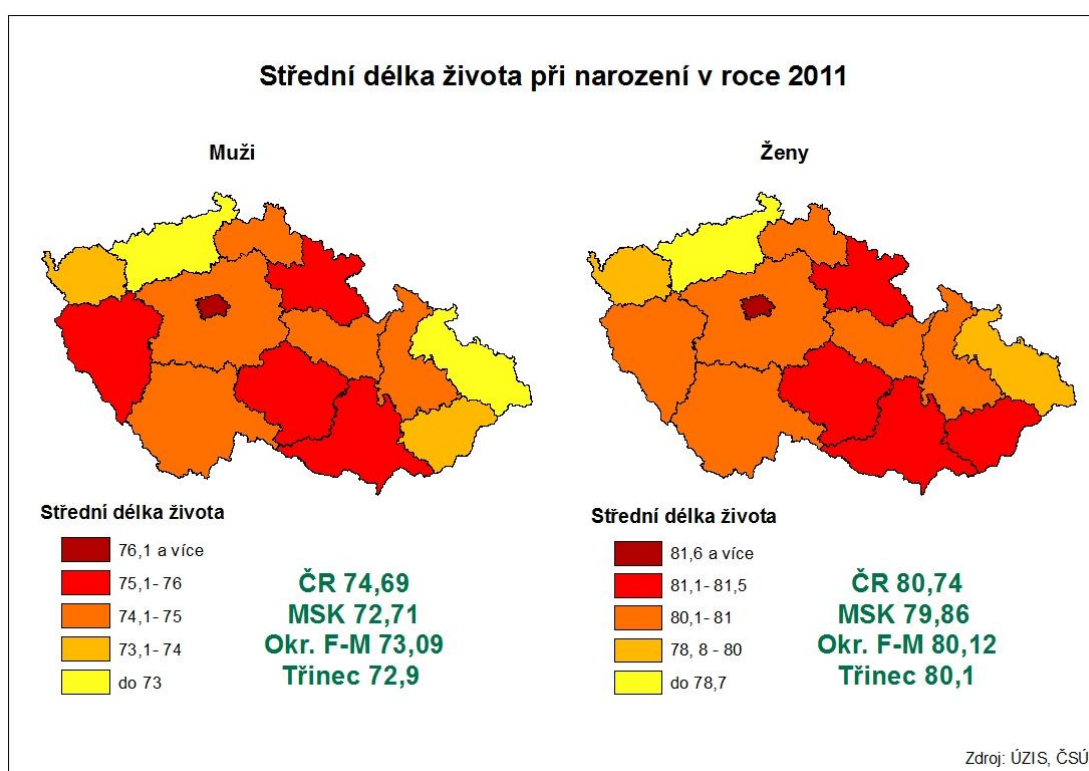 Střední délka života při narození v roce 2011
Muži
Střední délka života
76,1 a více
75,1- 76
74,1- 75
73,1- 74
do 73
ČR 74,69
MSK 72,71
Okr. F-M 73,09
Třinec 72,9
Ženy
Střední délka života
81,6 a více
81,1- 81,5
80,1- 81
78, 8 - 80
do 78,7
ČR 80,74
MSK 79,86
Okr. F-M 80,12
Třinec 80,1
Zdroj: ÚZIS, ČSÚ